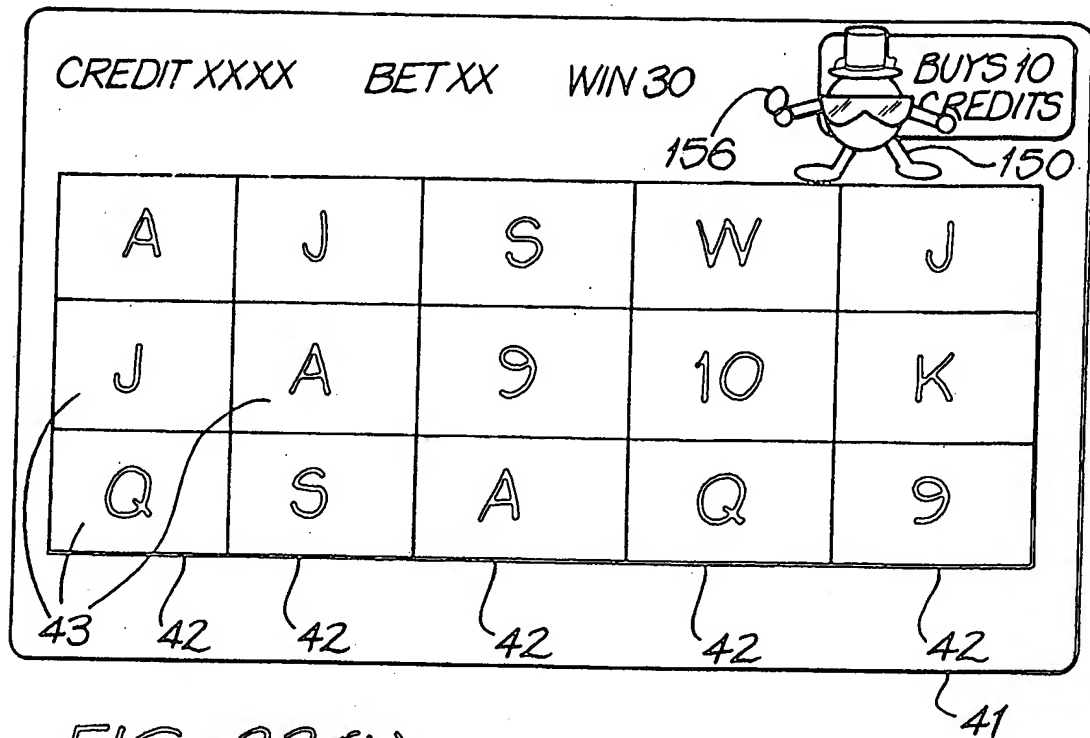 CREDIT XXXX BET XX WIN 30 BUYS 10
CREDITS
156 150
A J S W J
J A 9 10 K
Q S A Q 9
43 42 42 42 42 42
41